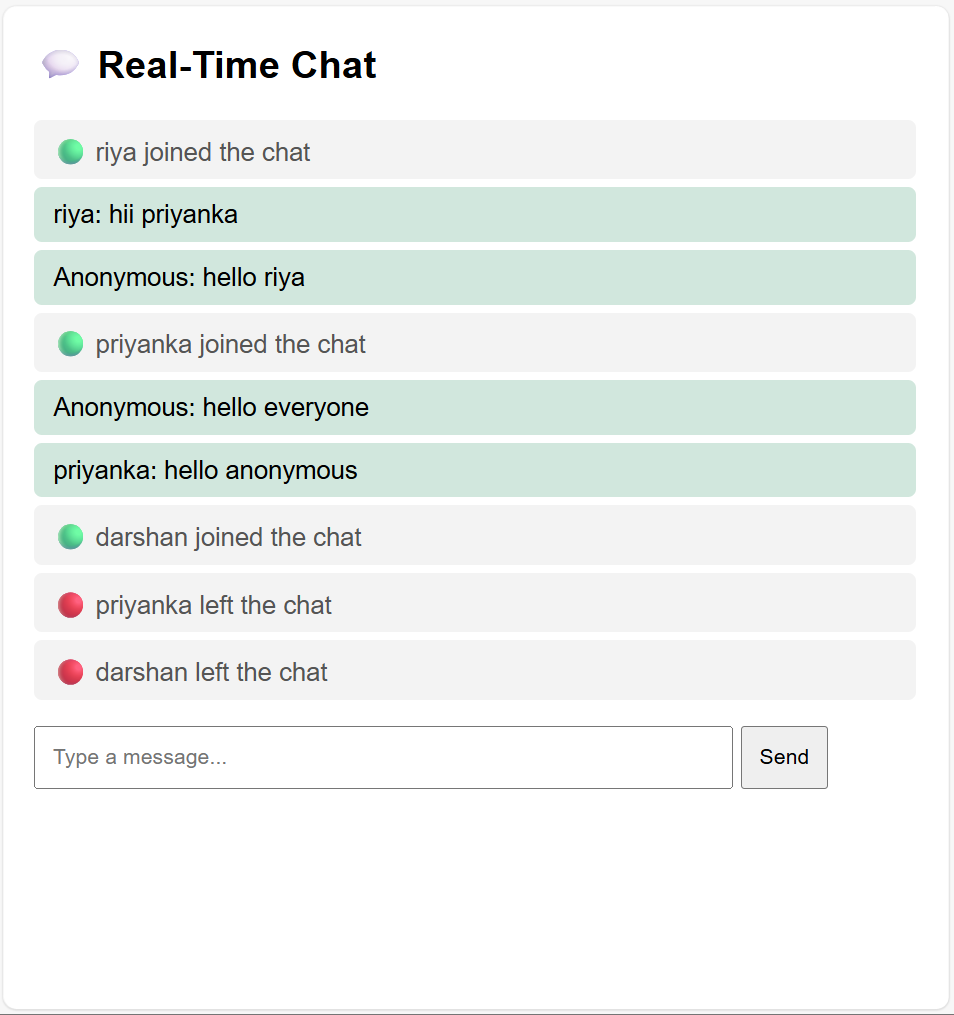 Real-Time Chat
riya joined the chat
riya: hii priyanka
Anonymous: hello riya
priyanka joined the chat
Anonymous: hello everyone
priyanka: hello anonymous
darshan joined the chat
priyanka left the chat
darshan left the chat
Type a message... Send